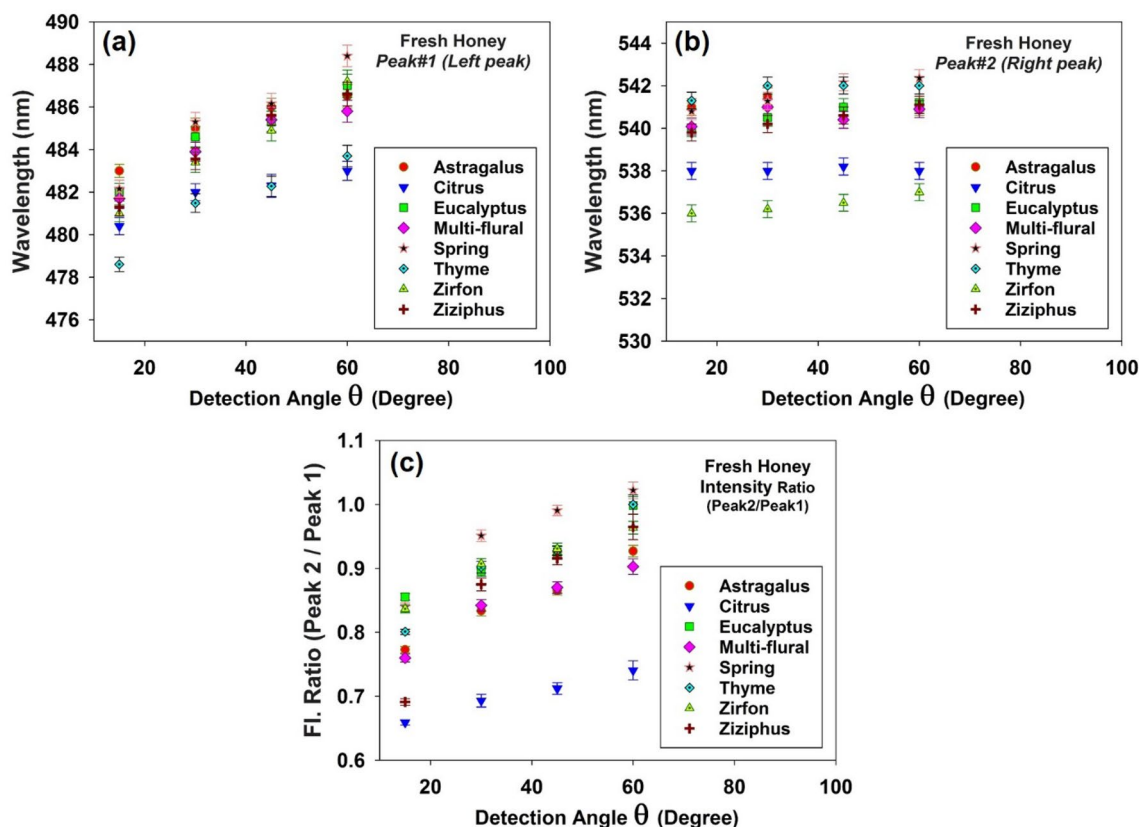 (a)
Fresh Honey
Peak#1 (Left peak)
Wavelength (nm)
490
488
486
484
482
480
478
476
Astragalus
Citrus
Eucalyptus
Multi-flural
Spring
Thyme
Zirfon
Ziziphus
20 40 60 80 100
Detection Angle θ (Degree)
(b)
Fresh Honey
Peak#2 (Right peak)
Wavelength (nm)
544
542
540
538
536
534
532
530
Astragalus
Citrus
Eucalyptus
Multi-flural
Spring
Thyme
Zirfon
Ziziphus
20 40 60 80 100
Detection Angle θ (Degree)
(c)
Fresh Honey
Intensity Ratio
(Peak2/Peak1)
Fl. Ratio (Peak 2 / Peak 1)
1.1
1.0
0.9
0.8
0.7
0.6
Astragalus
Citrus
Eucalyptus
Multi-flural
Spring
Thyme
Zirfon
Ziziphus
20 40 60 80 100
Detection Angle θ (Degree)